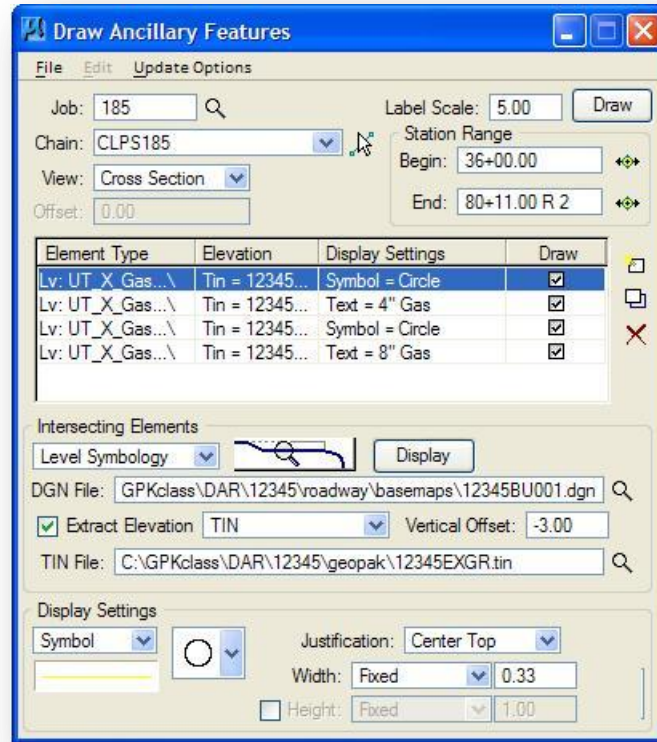 Draw Ancillary Features
File Edit Update Options
Job: 185 Label Scale: 5.00 Draw
Chain: CLPS185 Station Range
Begin: 36+00.00
View: Cross Section
End: 80+11.00 R 2
Offset: 0.00
Element Type Elevation Display Settings Draw
Lv: UT_X_Gas...\ Tin = 12345... Symbol = Circle
Lv: UT_X_Gas...\ Tin = 12345... Text = 4" Gas
Lv: UT_X_Gas...\ Tin = 12345... Symbol = Circle
Lv: UT_X_Gas...\ Tin = 12345... Text = 8" Gas
Intersecting Elements
Level Symbology Display
DGN File: GPKclass\DAR\12345\roadway\basemaps\12345BU001.dgn
Extract Elevation TIN Vertical Offset: -3.00
TIN File: C:\GPKclass\DAR\12345\geopak\12345EXGR.tin
Display Settings
Symbol Justification: Center Top
Width: Fixed 0.33
Height: Fixed 1.00